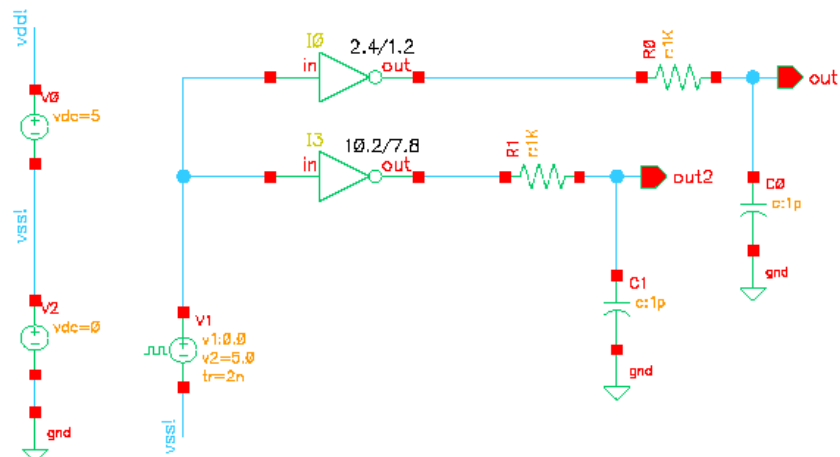 vdd!
V0
vdc=5
vss!
V2
vdc=0
gnd
I0
2.4/1.2
in
out
R0
r:1K
out
C0
c:1p
gnd
I3
10.2/7.8
in
out
R1
r:1K
out2
C1
c:1p
gnd
V1
v1:0.0
v2=5.0
tr=2n
vss!